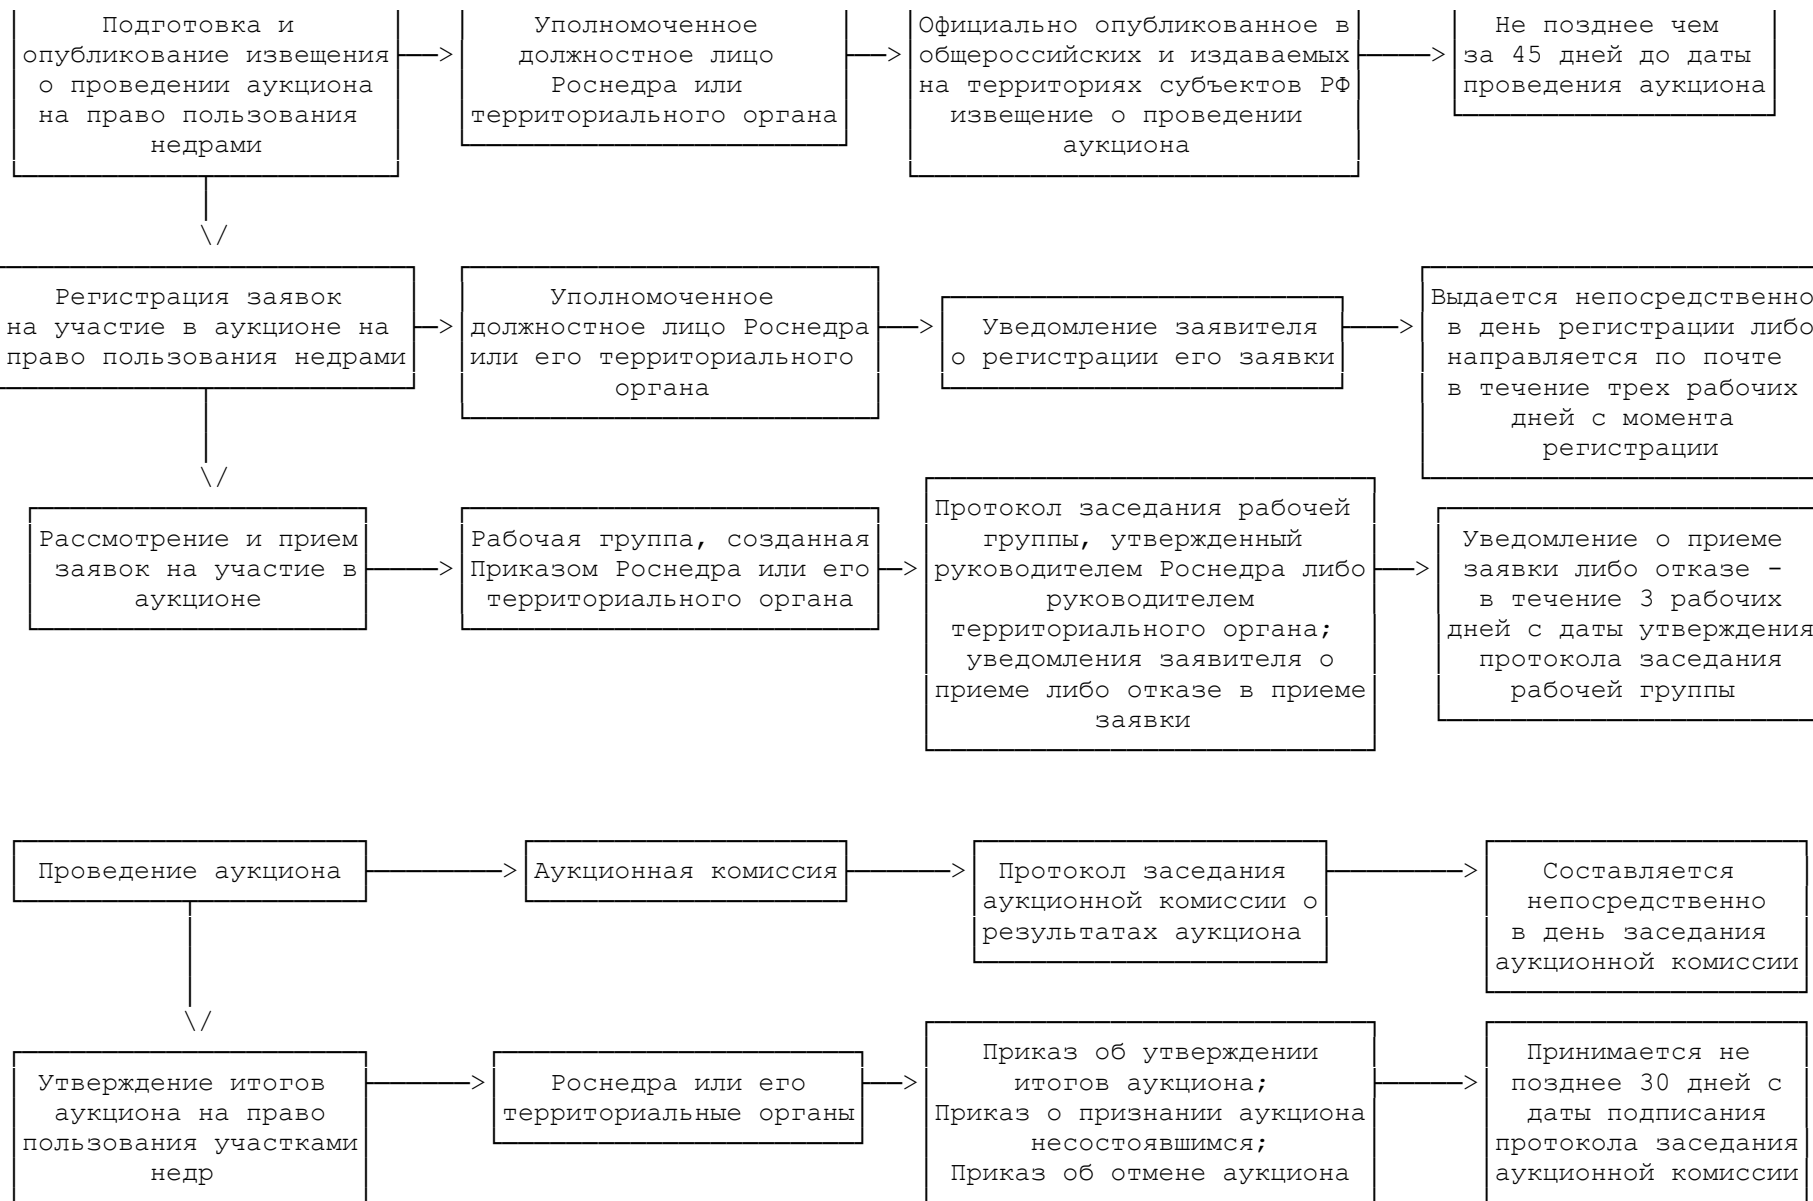 Подготовка и
опубликование извещения
о проведении аукциона
на право пользования
недрами
Уполномоченное
должностное лицо
Роснедра или
территориального органа
Официально опубликованное в
общероссийских и издаваемых
на территориях субъектов РФ
извещение о проведении
аукциона
Не позднее чем
за 45 дней до даты
проведения аукциона
Регистрация заявок
на участие в аукционе на
право пользования недрами
Уполномоченное
должностное лицо Роснедра
или его территориального
органа
Уведомление заявителя
о регистрации его заявки
Выдается непосредственно
в день регистрации либо
направляется по почте
в течение трех рабочих
дней с момента
регистрации
Рассмотрение и прием
заявок на участие в
аукционе
Рабочая группа, созданная
Приказом Роснедра или его
территориального органа
Протокол заседания рабочей
группы, утвержденный
руководителем Роснедра либо
руководителем
территориального органа;
уведомления заявителя о
приеме либо отказе в приеме
заявки
Уведомление о приеме
заявки либо отказе -
в течение 3 рабочих
дней с даты утверждения
протокола заседания
рабочей группы
Проведение аукциона
Аукционная комиссия
Протокол заседания
аукционной комиссии о
результатах аукциона
Составляется
непосредственно
в день заседания
аукционной комиссии
Утверждение итогов
аукциона на право
пользования участками
недр
Роснедра или его
территориальные органы
Приказ об утверждении
итогов аукциона;
Приказ о признании аукциона
несостоявшимся;
Приказ об отмене аукциона
Принимается не
позднее 30 дней с
даты подписания
протокола заседания
аукционной комиссии